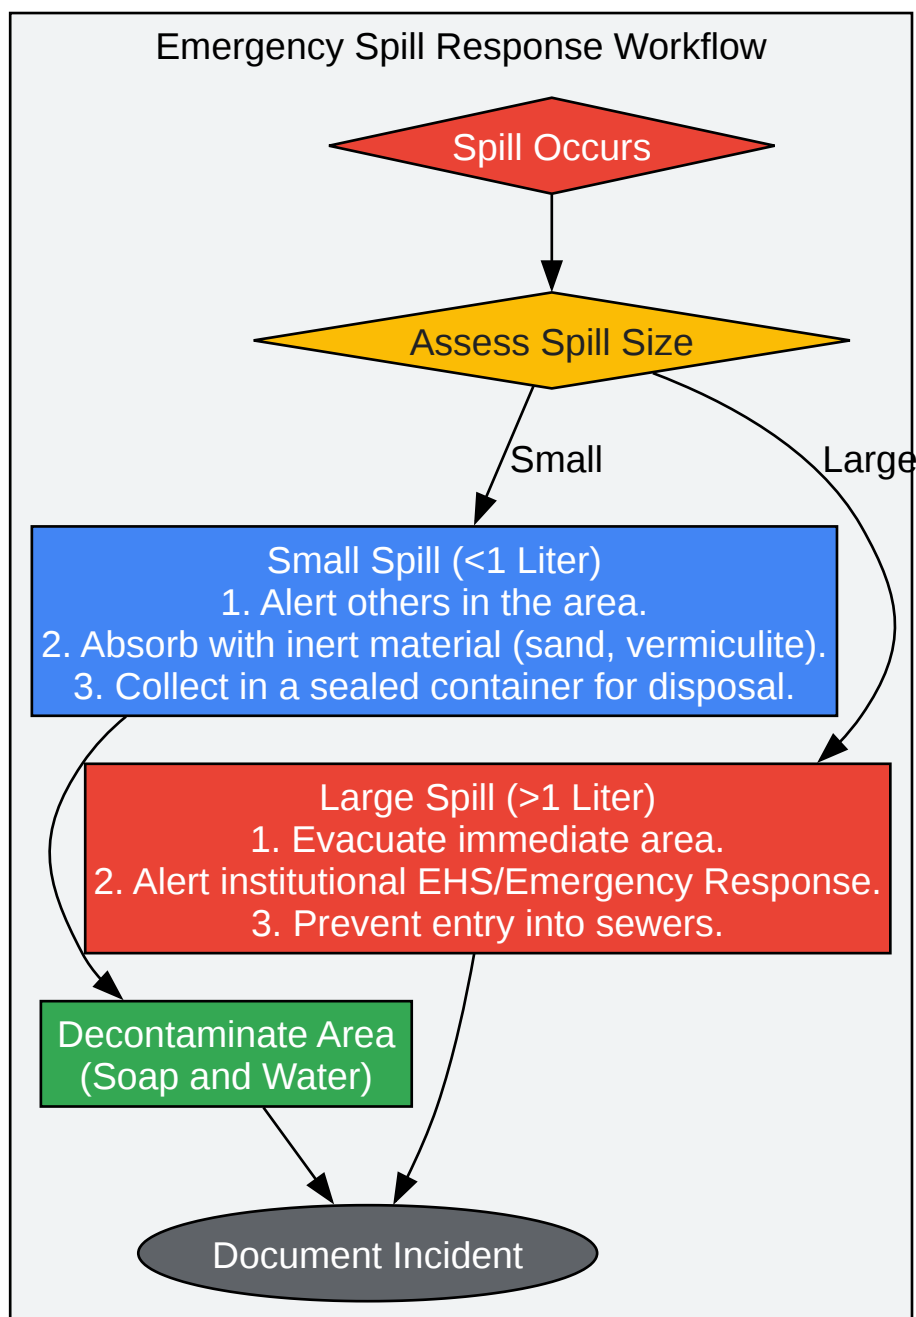 Emergency Spill Response Workflow
Spill Occurs
Assess Spill Size
Small
Large
Small Spill (<1 Liter)
1. Alert others in the area.
2. Absorb with inert material (sand, vermiculite).
3. Collect in a sealed container for disposal.
Large Spill (>1 Liter)
1. Evacuate immediate area.
2. Alert institutional EHS/Emergency Response.
3. Prevent entry into sewers.
Decontaminate Area
(Soap and Water)
Document Incident